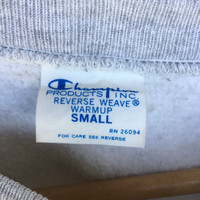 Champion
PRODUCTS INC.
REVERSE WEAVE®
WARMUP
SMALL
RN 26094
FOR CARE SEE REVERSE